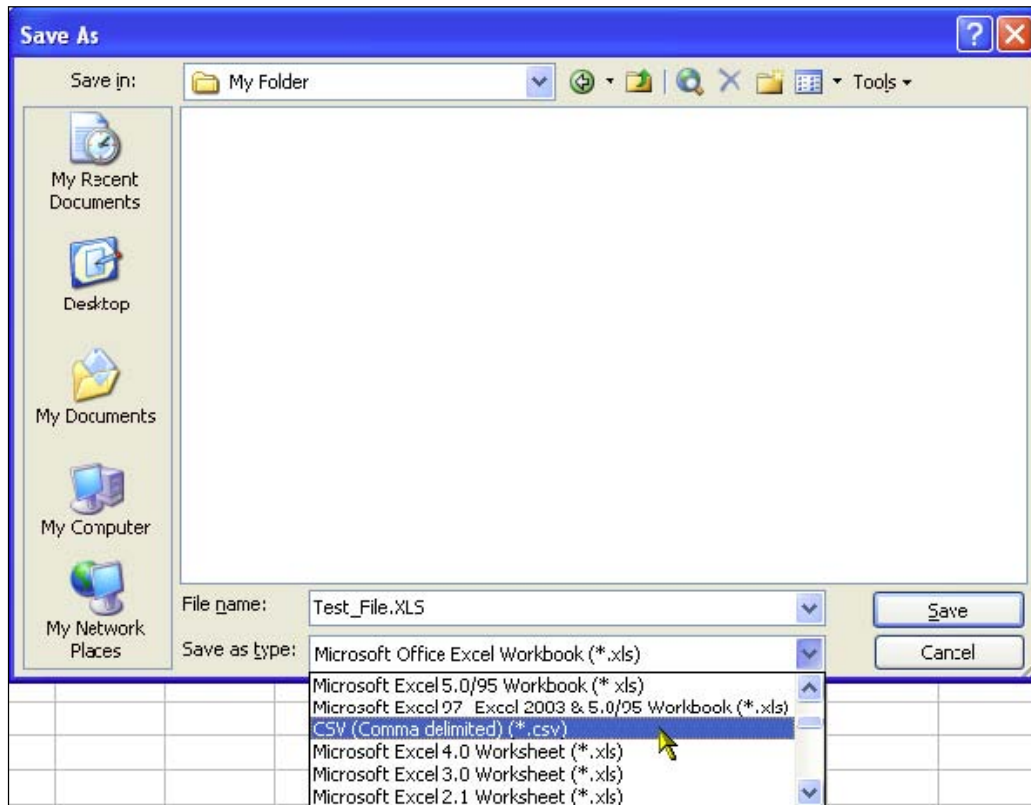 Save As
Save in:
My Folder
Tools
My Recent
Documents
Desktop
My Documents
My Computer
My Network
Places
File name:
Test_File.XLS
Save
Save as type:
Microsoft Office Excel Workbook (*.xls)
Cancel
Microsoft Excel 5.0/95 Workbook (*.xls)
Microsoft Excel 97- Excel 2003 & 5.0/95 Workbook (*.xls)
CSV (Comma delimited) (*.csv)
Microsoft Excel 4.0 Worksheet (*.xls)
Microsoft Excel 3.0 Worksheet (*.xls)
Microsoft Excel 2.1 Worksheet (*.xls)